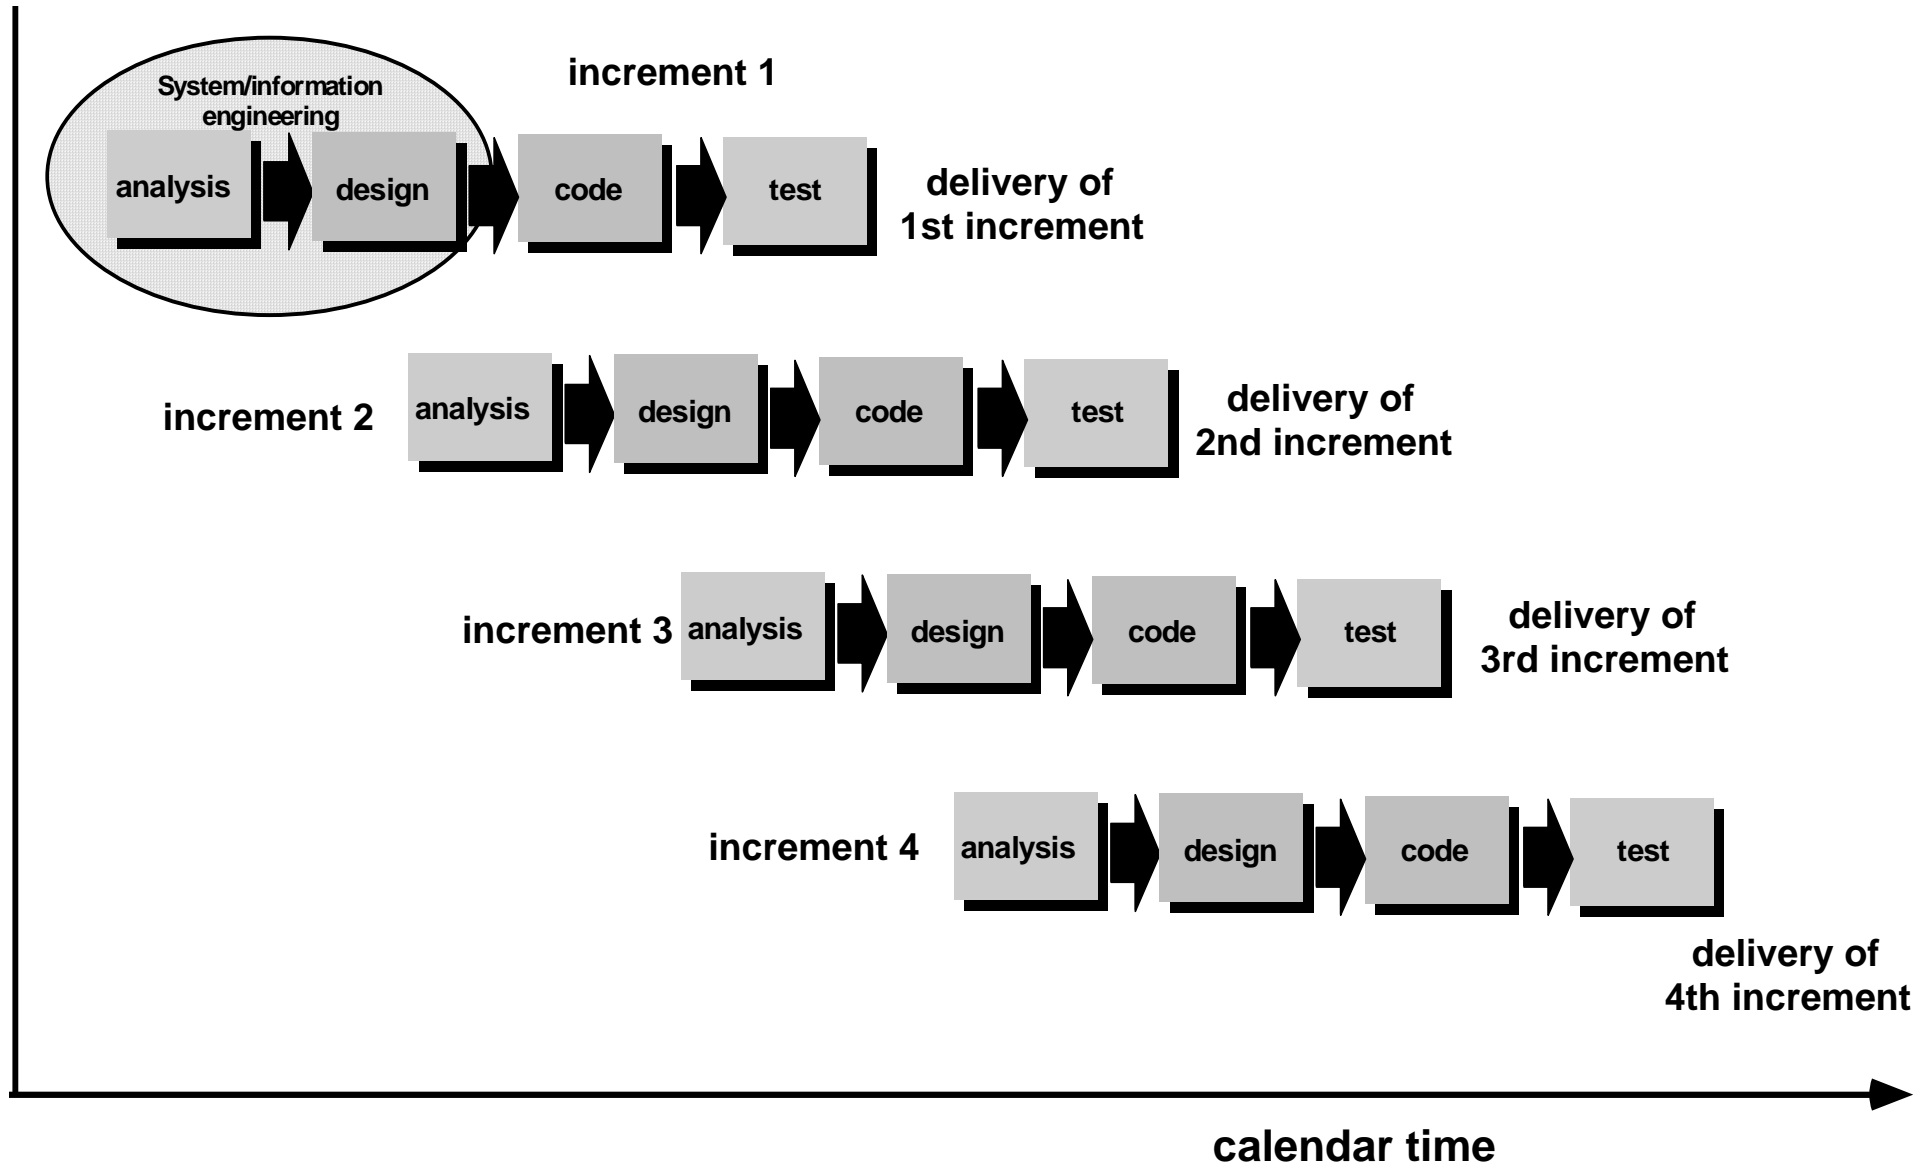 System/information
engineering
increment 1
analysis
design
code
test
delivery of
1st increment
increment 2
analysis
design
code
test
delivery of
2nd increment
increment 3
analysis
design
code
test
delivery of
3rd increment
increment 4
analysis
design
code
test
delivery of
4th increment
calendar time